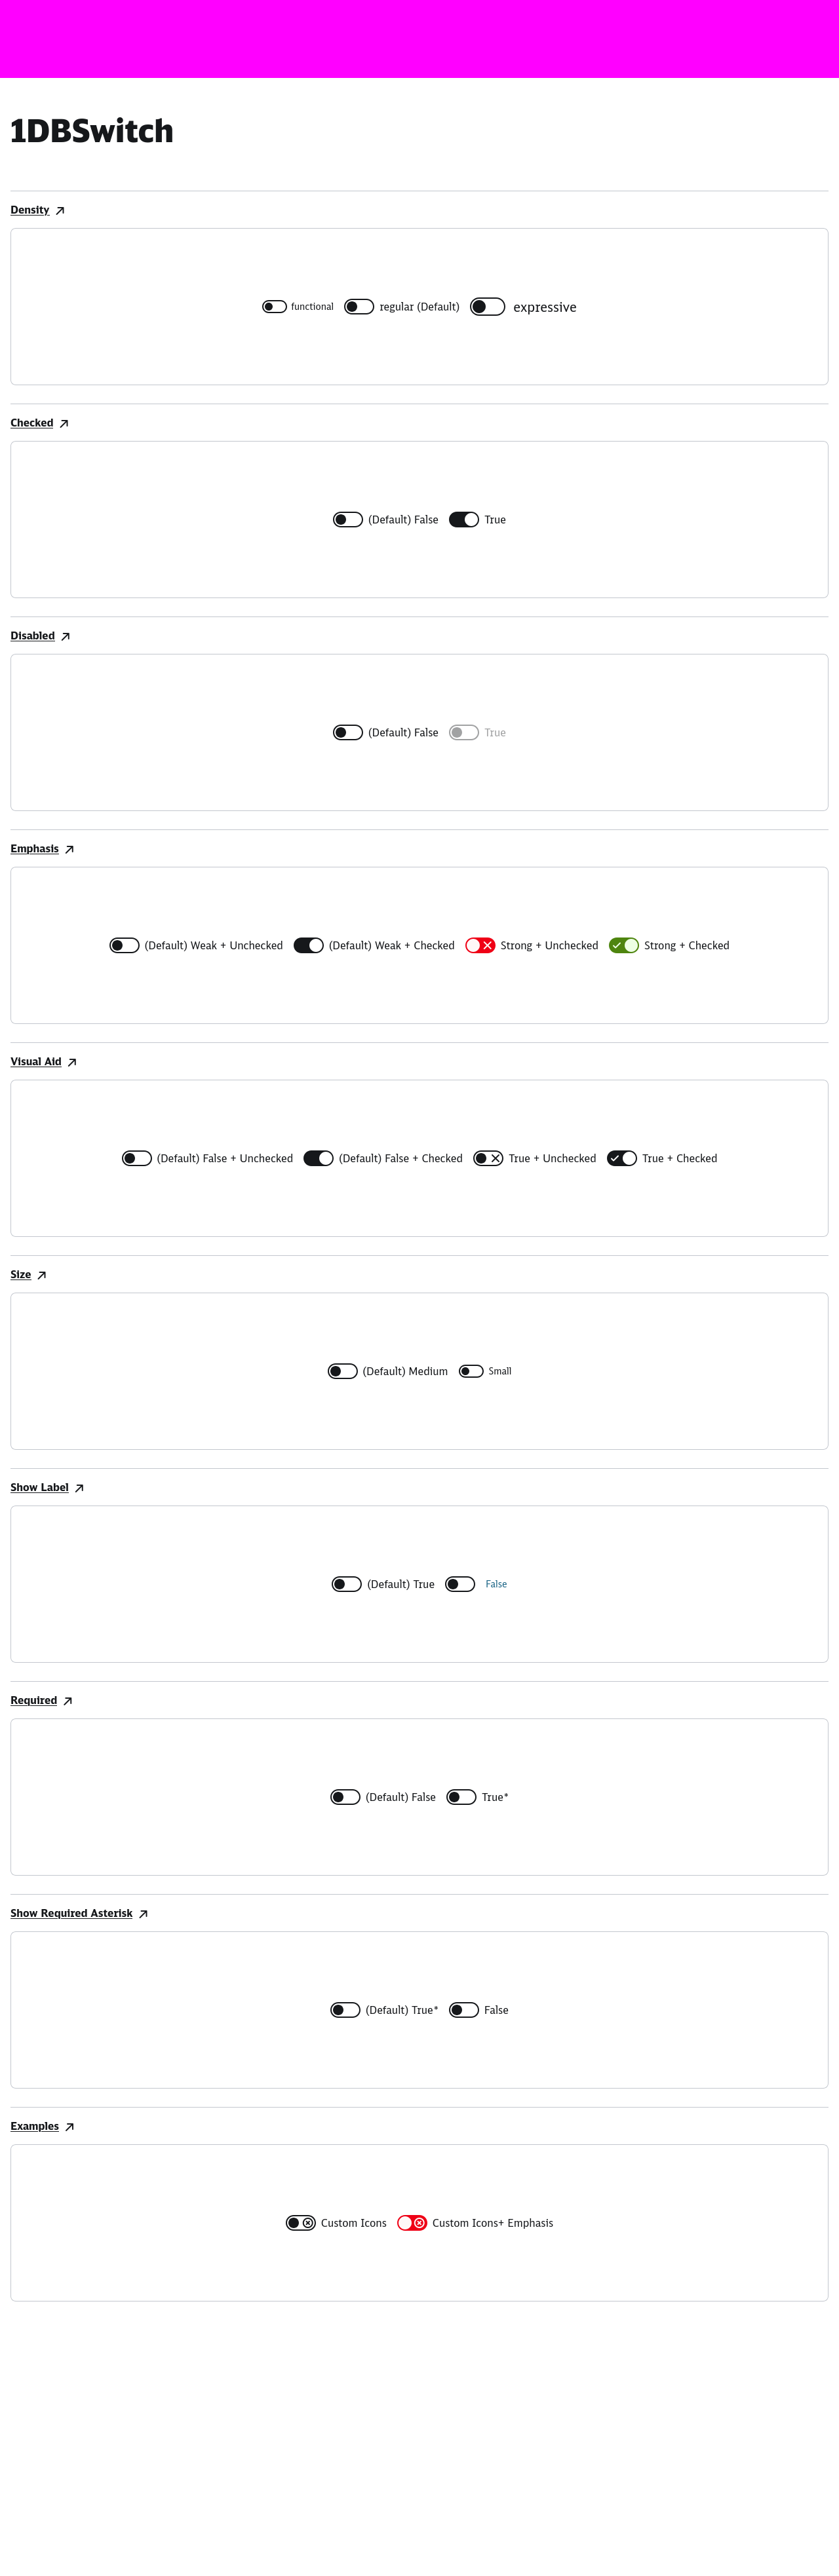 1DBSwitch
Density
functional regular (Default) expressive
Checked
(Default) False True
Disabled
(Default) False True
Emphasis
(Default) Weak + Unchecked (Default) Weak + Checked Strong + Unchecked Strong + Checked
Visual Aid
(Default) False + Unchecked (Default) False + Checked True + Unchecked True + Checked
Size
(Default) Medium Small
Show Label
(Default) True False
Required
(Default) False True*
Show Required Asterisk
(Default) True* False
Examples
Custom Icons Custom Icons+ Emphasis